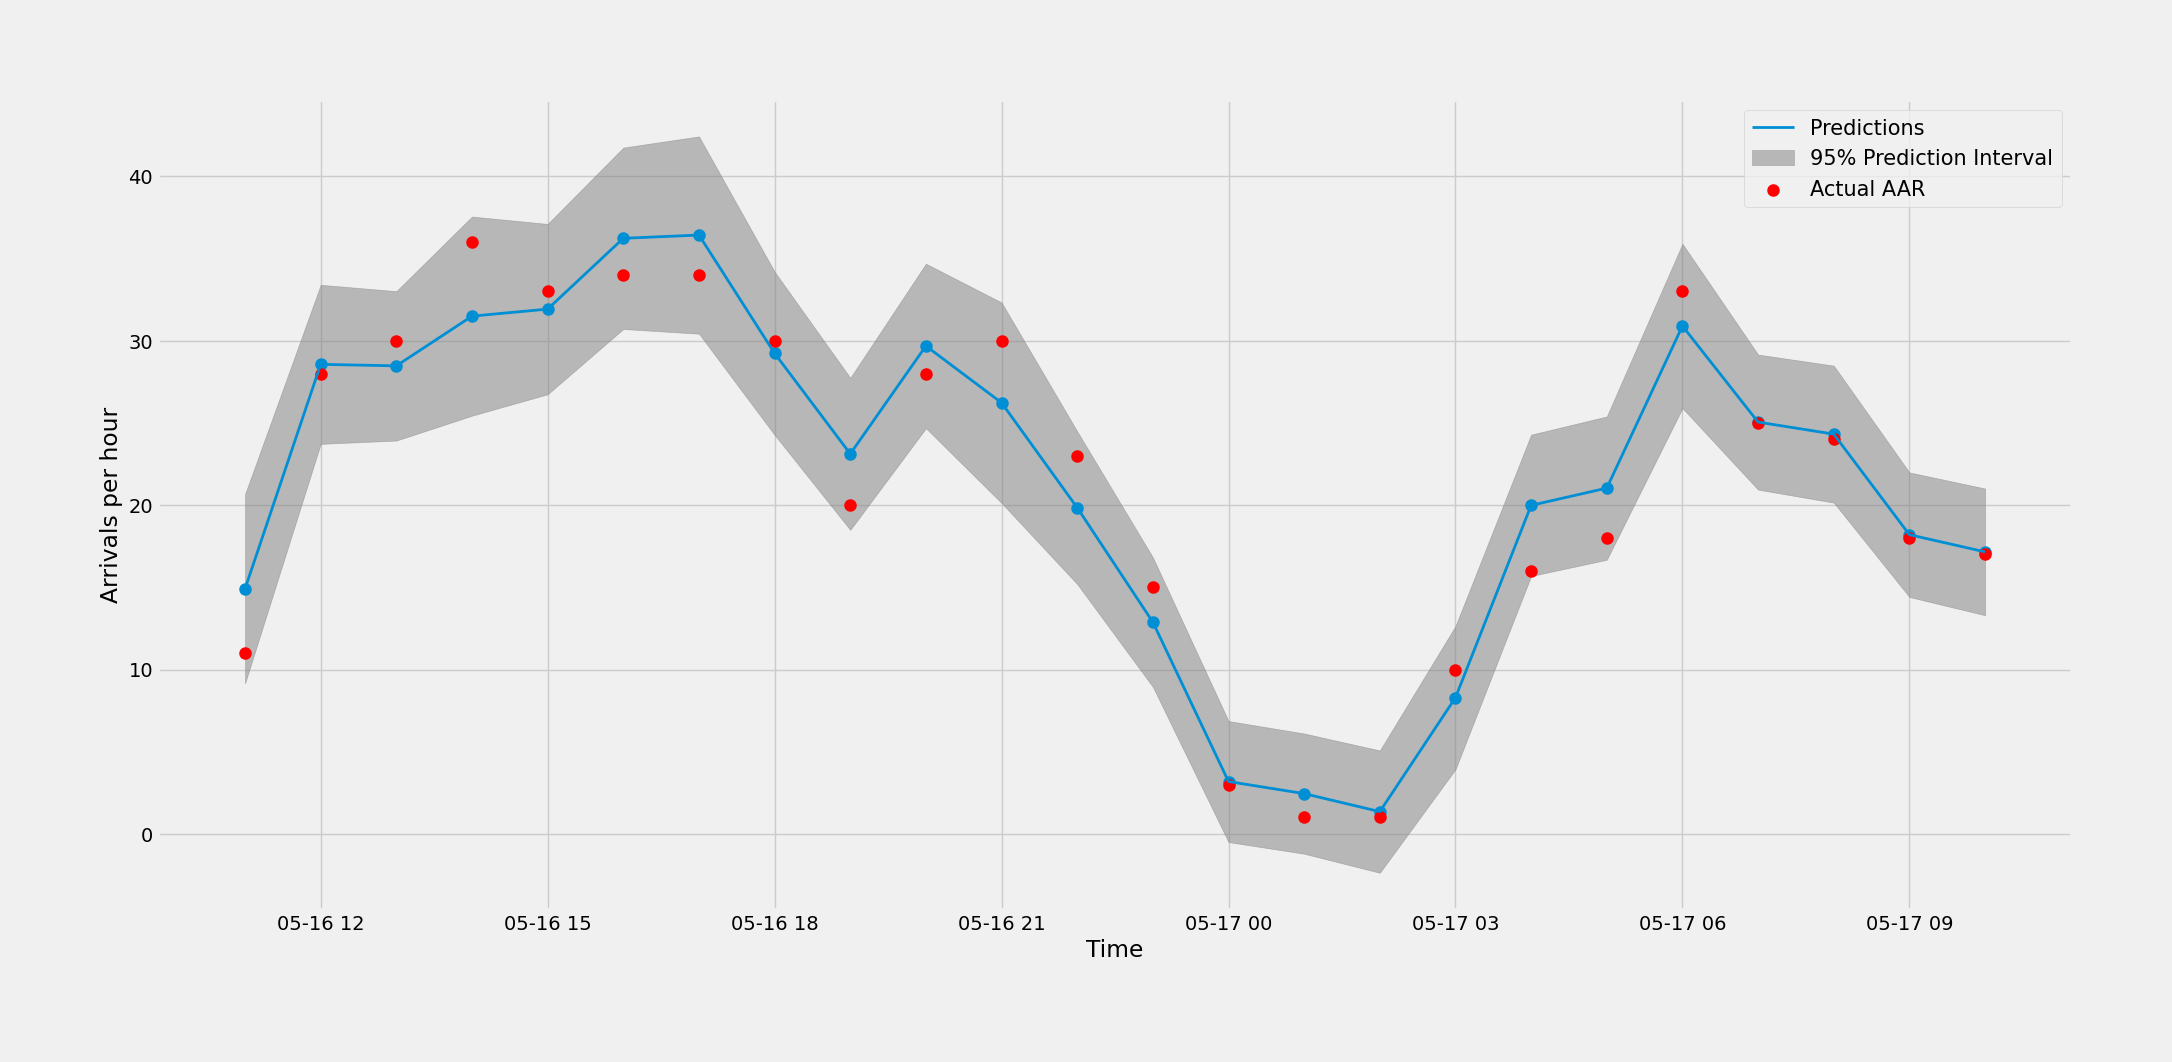 Predictions
95% Prediction Interval
Actual AAR
Arrivals per hour
40
30
20
10
0
05-16 12 05-16 15 05-16 18 05-16 21 05-17 00 05-17 03 05-17 06 05-17 09
Time